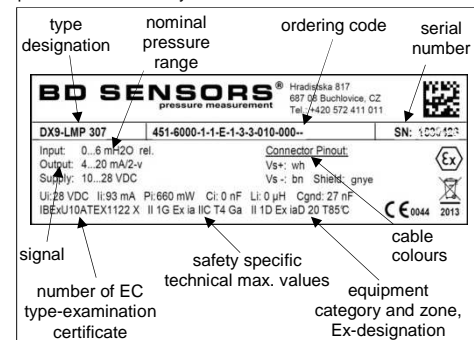 type designation
nominal pressure range
ordering code
serial number
BD SENSORS®
pressure measurement
Hradistska 817
687 08 Buchlovice, CZ
Tel.:+420 572 411 011
DX9-LMP 307
451-6000-1-1-E-1-3-3-010-000--
SN:
Input: 0...6 mH2O rel.
Output: 4...20 mA/2-v
Supply: 10...28 VDC
Connector Pinout:
Vs+: wh
Vs -: bn Shield: gnye
Ui:28 VDC Ii:93 mA Pi:660 mW Ci: 0 nF Li: 0 µH Cgnd: 27 nF
IBExU10ATEX1122 X II 1G Ex ia IIC T4 Ga II 1D Ex iaD 20 T85℃
Ex
CE 0044 2013
signal
number of EC type-examination certificate
safety specific technical max. values
cable colours
equipment category and zone, Ex-designation